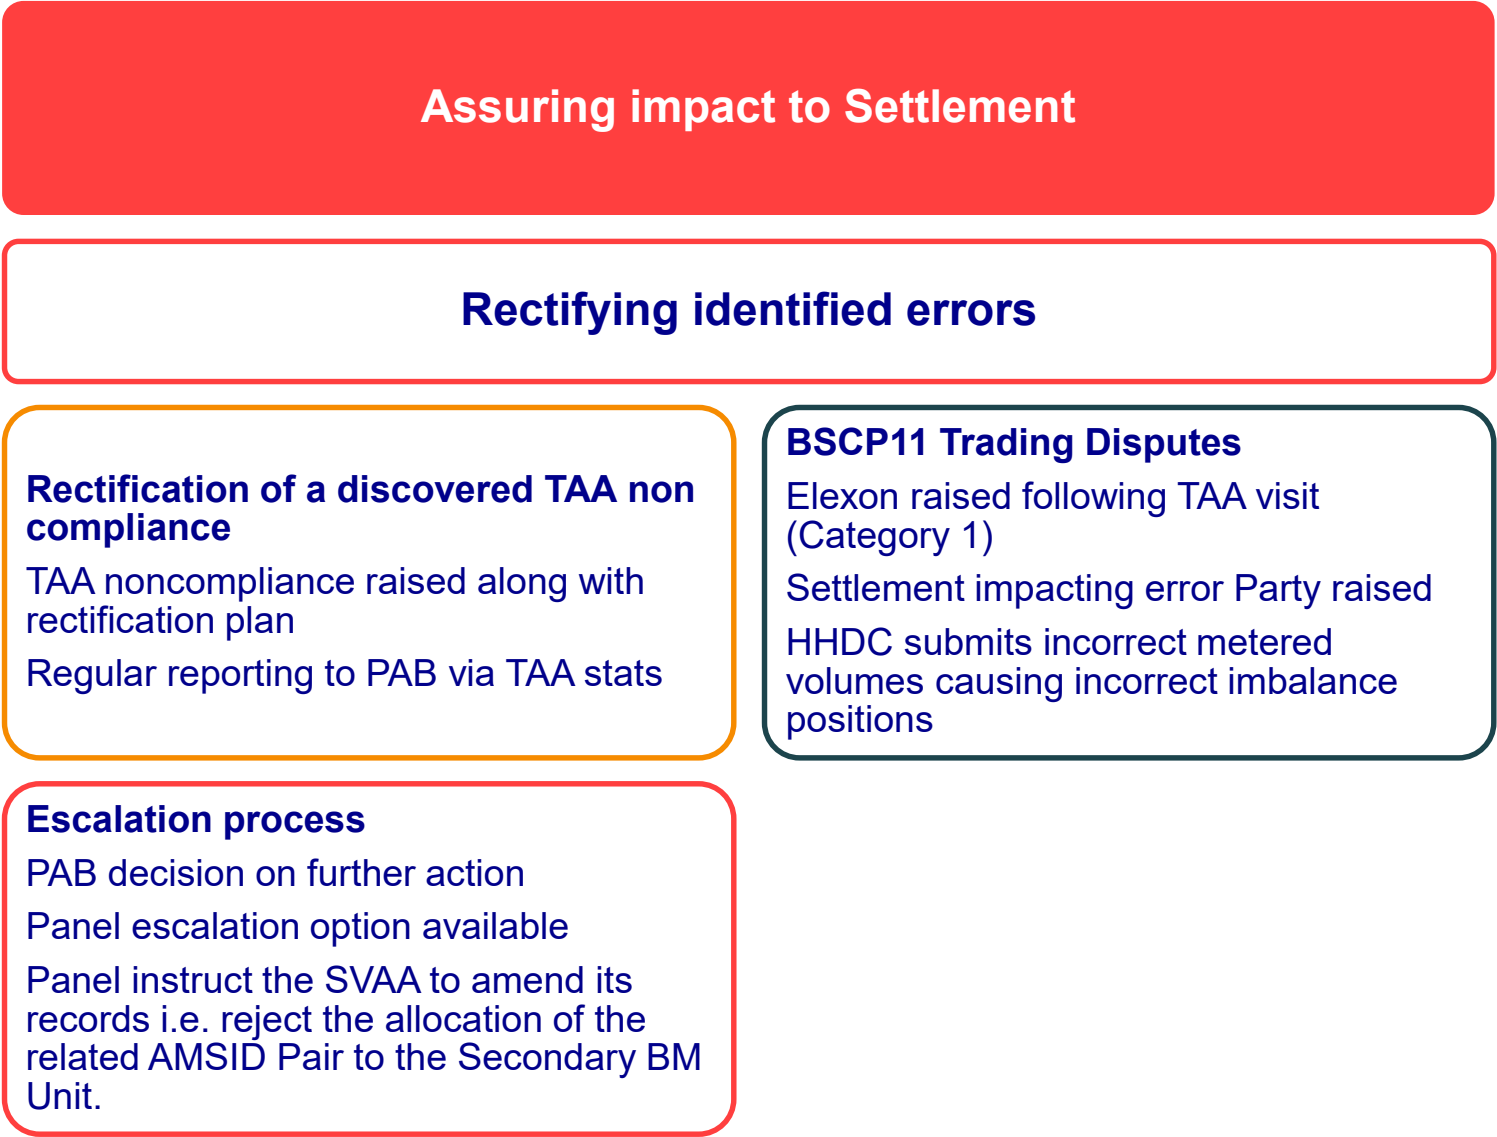 Assuring impact to Settlement
Rectifying identified errors
Rectification of a discovered TAA non
compliance
TAA noncompliance raised along with
rectification plan
Regular reporting to PAB via TAA stats
BSCP11 Trading Disputes
Elexon raised following TAA visit
(Category 1)
Settlement impacting error Party raised
HHDC submits incorrect metered
volumes causing incorrect imbalance
positions
Escalation process
PAB decision on further action
Panel escalation option available
Panel instruct the SVAA to amend its
records i.e. reject the allocation of the
related AMSID Pair to the Secondary BM
Unit.